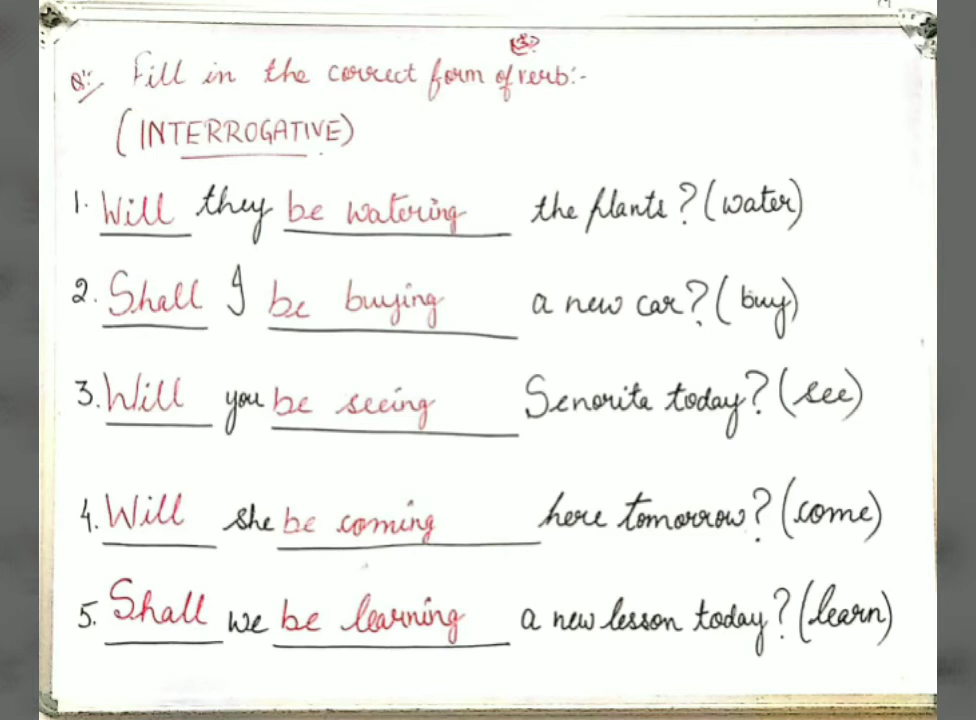 Q1:- Fill in the correct form of verb:-
(INTERROGATIVE)
1. Will they be watering the plants? (water)
2. Shall I be buying a new car? (buy)
3. Will you be seeing Senorita today? (see)
4. Will she be coming here tomorrow? (come)
5. Shall we be learning a new lesson today? (learn)